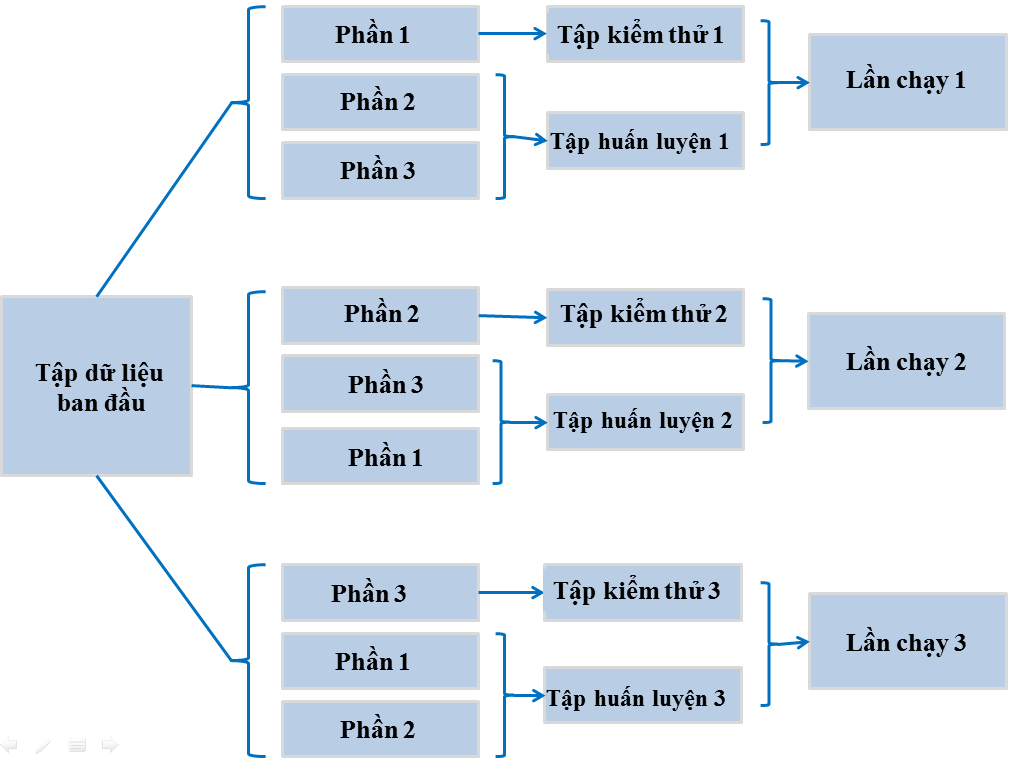 Phần 1
Tập kiểm thử 1
Phần 2
Phần 3
Tập huấn luyện 1
Lần chạy 1
Tập dữ liệu
ban đầu
Phần 2
Tập kiểm thử 2
Phần 3
Phần 1
Tập huấn luyện 2
Lần chạy 2
Phần 3
Tập kiểm thử 3
Phần 1
Phần 2
Tập huấn luyện 3
Lần chạy 3